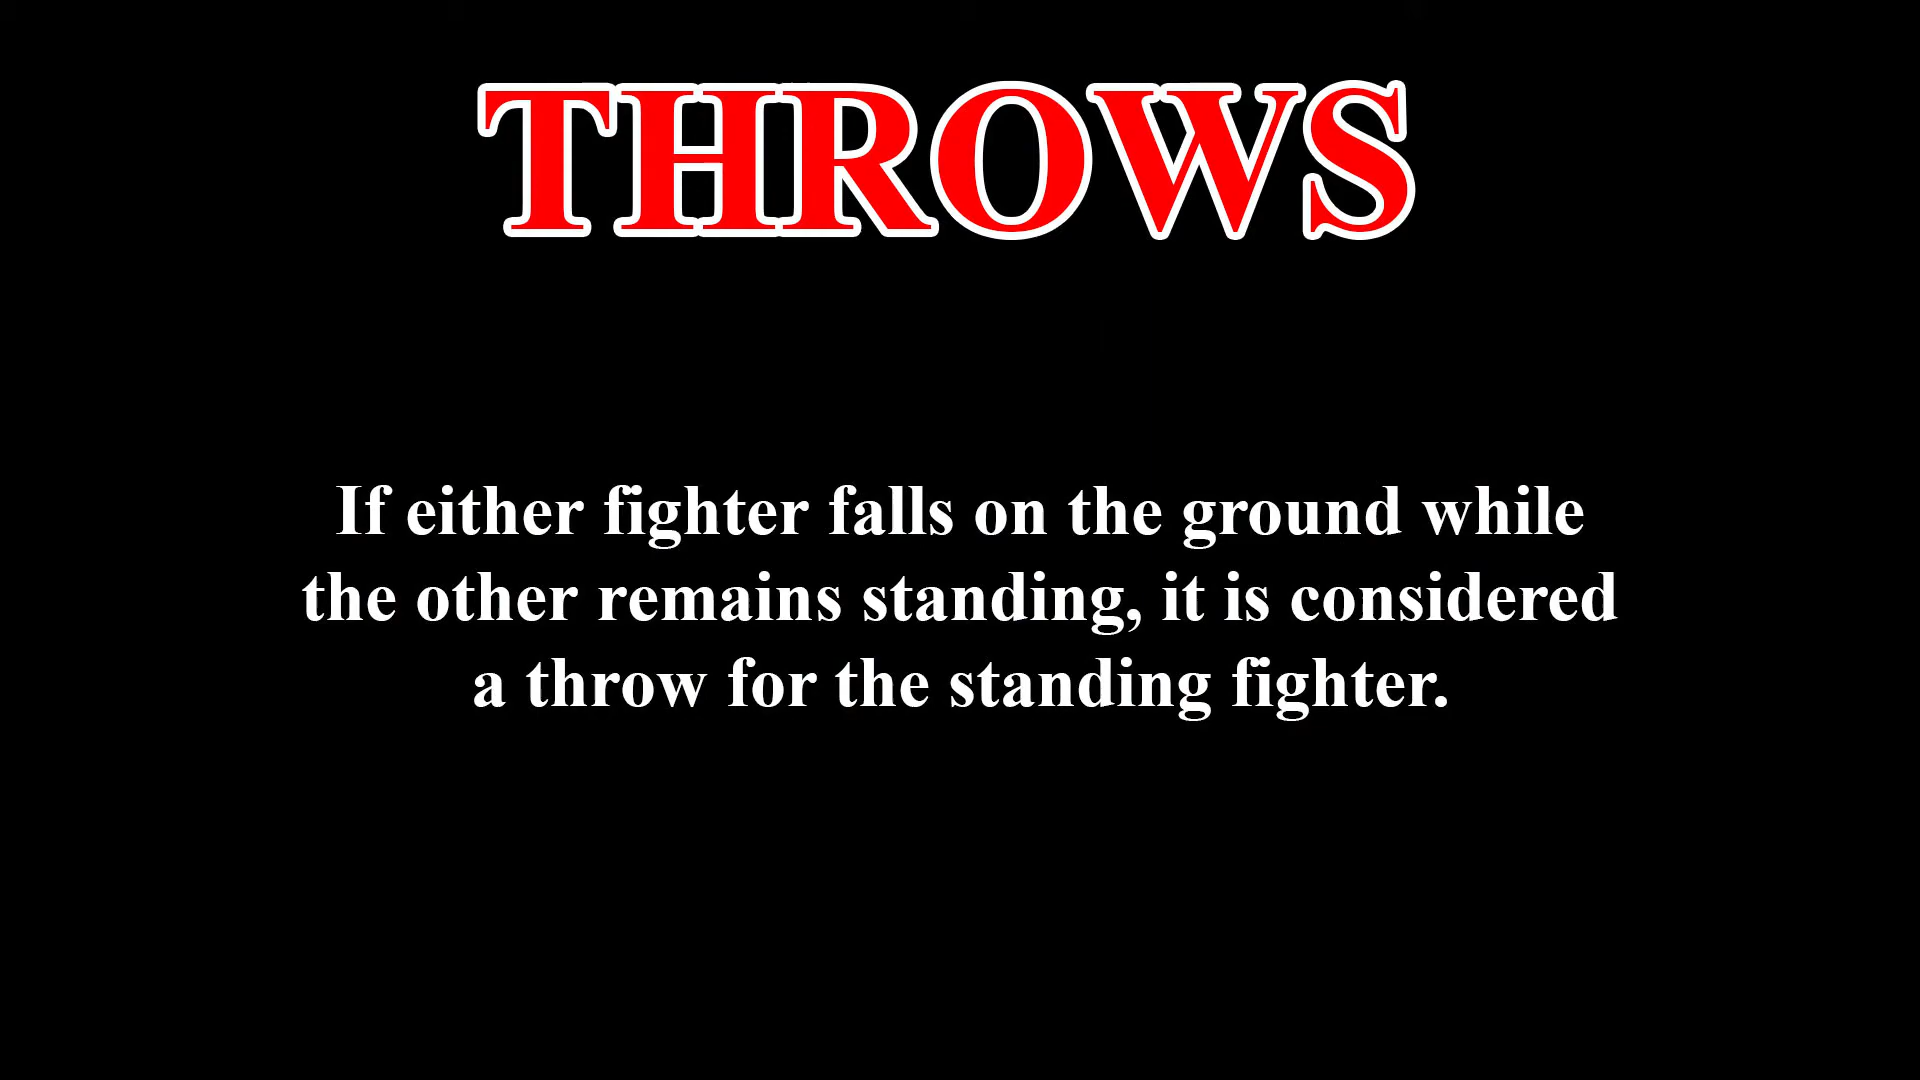 THROWS
If either fighter falls on the ground while
the other remains standing, it is considered
a throw for the standing fighter.